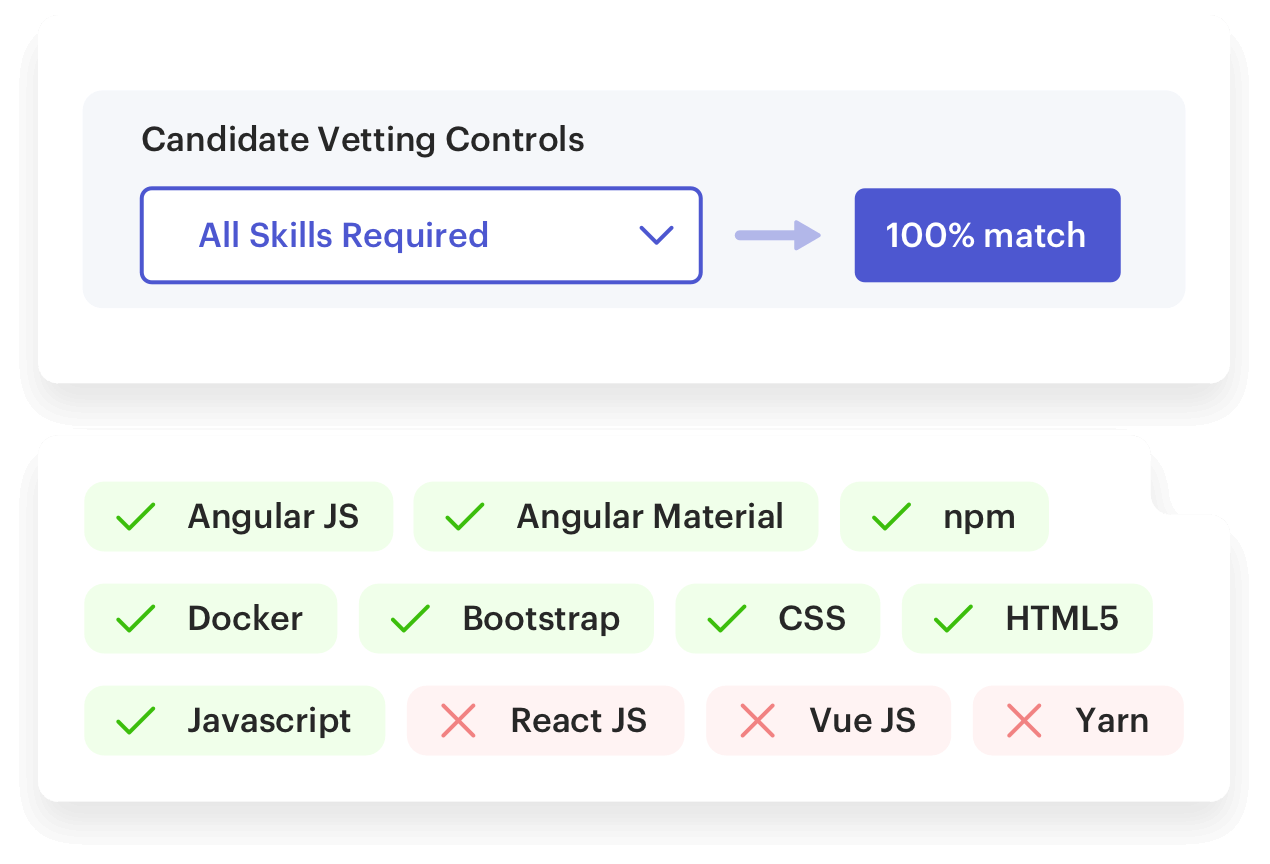 Candidate Vetting Controls
All Skills Required 100% match
Angular JS Angular Material npm
Docker Bootstrap CSS HTML5
Javascript React JS Vue JS Yarn